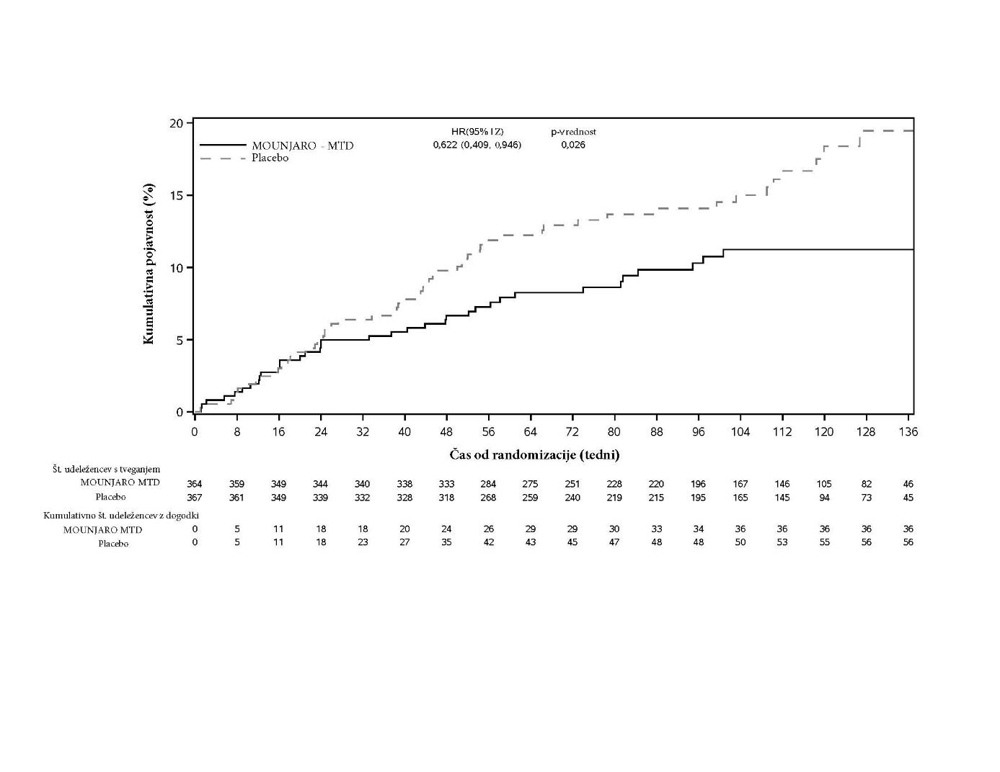 20
HR(95% IZ) p-vrednost
MOUNJARO - MTD 0,622 (0,409, 0,946) 0,026
Placebo
15
10
5
0
Kumulativna pojavnost (%)
0 8 16 24 32 40 48 56 64 72 80 88 96 104 112 120 128 136
Čas od randomizacije (tedni)
Št. udeležencev s tveganjem
MOUNJARO MTD 364 359 349 344 340 338 333 284 275 251 228 220 196 167 146 105 82 46
Placebo 367 361 349 339 332 328 318 268 259 240 219 215 195 165 145 94 73 45
Kumulativno št. udeležencev z dogodki
MOUNJARO MTD 0 5 11 18 18 20 24 26 29 29 30 33 34 36 36 36 36 36
Placebo 0 5 11 18 23 27 35 42 43 45 47 48 48 50 53 55 56 56